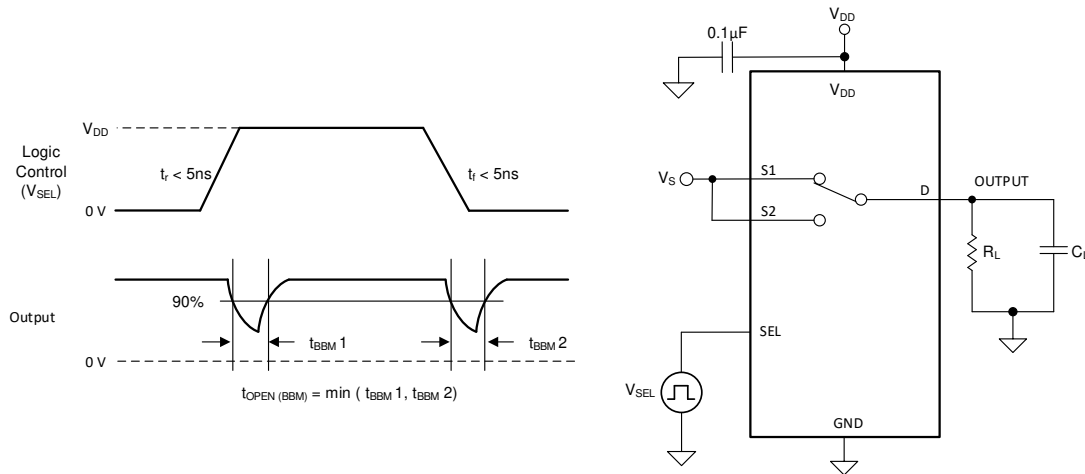 V_DD
Logic
Control
(V_SEL)
t_r < 5ns
t_f < 5ns
0 V
90%
Output
t_BBM 1
t_BBM 2
0 V
t_OPEN (BBM) = min ( t_BBM 1, t_BBM 2)
V_DD
0.1µF
V_DD
V_S
S1
S2
D
OUTPUT
R_L
SEL
V_SEL
GND